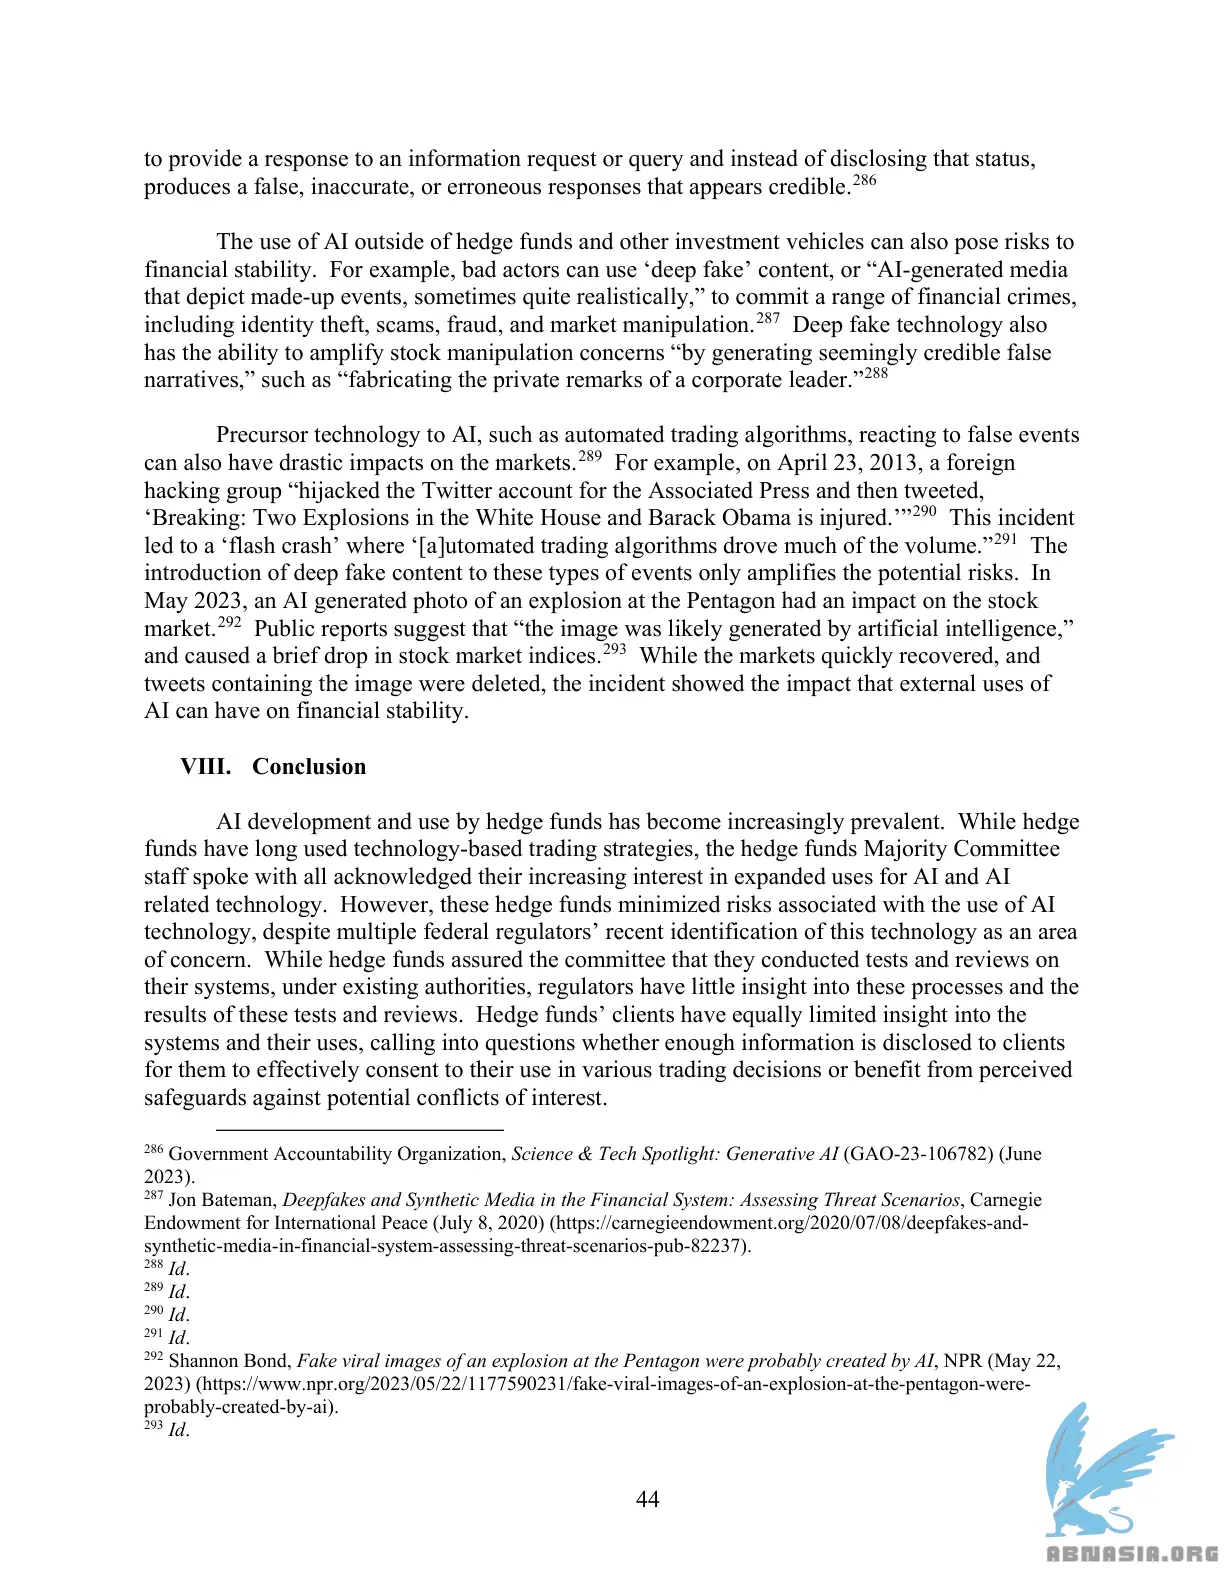 to provide a response to an information request or query and instead of disclosing that status,
produces a false, inaccurate, or erroneous responses that appears credible.286
The use of AI outside of hedge funds and other investment vehicles can also pose risks to
financial stability.  For example, bad actors can use ‘deep fake’ content, or “AI-generated media
that depict made-up events, sometimes quite realistically,” to commit a range of financial crimes,
including identity theft, scams, fraud, and market manipulation.287  Deep fake technology also
has the ability to amplify stock manipulation concerns “by generating seemingly credible false
narratives,” such as “fabricating the private remarks of a corporate leader.”288
Precursor technology to AI, such as automated trading algorithms, reacting to false events
can also have drastic impacts on the markets.289  For example, on April 23, 2013, a foreign
hacking group “hijacked the Twitter account for the Associated Press and then tweeted,
‘Breaking: Two Explosions in the White House and Barack Obama is injured.’”290  This incident
led to a ‘flash crash’ where ‘[a]utomated trading algorithms drove much of the volume.”291  The
introduction of deep fake content to these types of events only amplifies the potential risks.  In
May 2023, an AI generated photo of an explosion at the Pentagon had an impact on the stock
market.292  Public reports suggest that “the image was likely generated by artificial intelligence,”
and caused a brief drop in stock market indices.293  While the markets quickly recovered, and
tweets containing the image were deleted, the incident showed the impact that external uses of
AI can have on financial stability.
VIII. Conclusion
AI development and use by hedge funds has become increasingly prevalent.  While hedge
funds have long used technology-based trading strategies, the hedge funds Majority Committee
staff spoke with all acknowledged their increasing interest in expanded uses for AI and AI
related technology.  However, these hedge funds minimized risks associated with the use of AI
technology, despite multiple federal regulators’ recent identification of this technology as an area
of concern.  While hedge funds assured the committee that they conducted tests and reviews on
their systems, under existing authorities, regulators have little insight into these processes and the
results of these tests and reviews.  Hedge funds’ clients have equally limited insight into the
systems and their uses, calling into questions whether enough information is disclosed to clients
for them to effectively consent to their use in various trading decisions or benefit from perceived
safeguards against potential conflicts of interest.
286 Government Accountability Organization, Science & Tech Spotlight: Generative AI (GAO-23-106782) (June
2023).
287 Jon Bateman, Deepfakes and Synthetic Media in the Financial System: Assessing Threat Scenarios, Carnegie
Endowment for International Peace (July 8, 2020) (https://carnegieendowment.org/2020/07/08/deepfakes-and-
synthetic-media-in-financial-system-assessing-threat-scenarios-pub-82237).
288 Id.
289 Id.
290 Id.
291 Id.
292 Shannon Bond, Fake viral images of an explosion at the Pentagon were probably created by AI, NPR (May 22,
2023) (https://www.npr.org/2023/05/22/1177590231/fake-viral-images-of-an-explosion-at-the-pentagon-were-
probably-created-by-ai).
293 Id.
44
ABNASIA.ORG